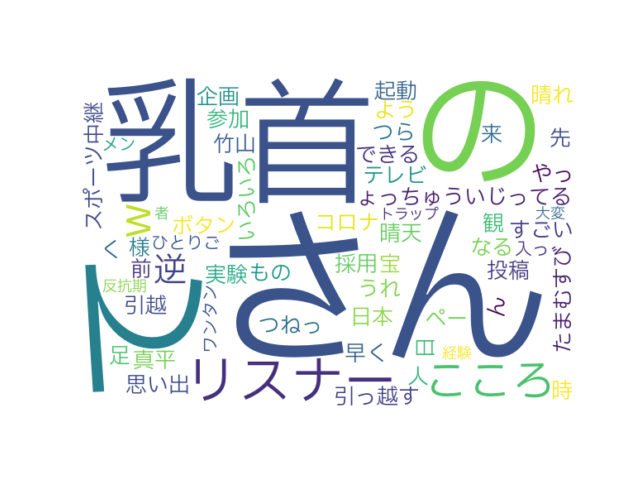 乳首の
さん
て
企画
起動
よう
晴れ
参加
つら
来
先
竹山
できる
スポーツ中継
メン
者
いろいろ
テレビ
やっ
ょっちゅういじってる
w
ボタン
コロナ
トラップ
観
すごい
大変
く
様
ひとりご
晴天
なる
入っ
前
逆
実験
もの
採用
宝
投稿
反抗期
うれ
ん
たまむすび
引越
ワンタン
つねっ
日本
ペー
足
真平
早く
日
経験
思い出
リスナー
引っ越す
人
こころ
時
る